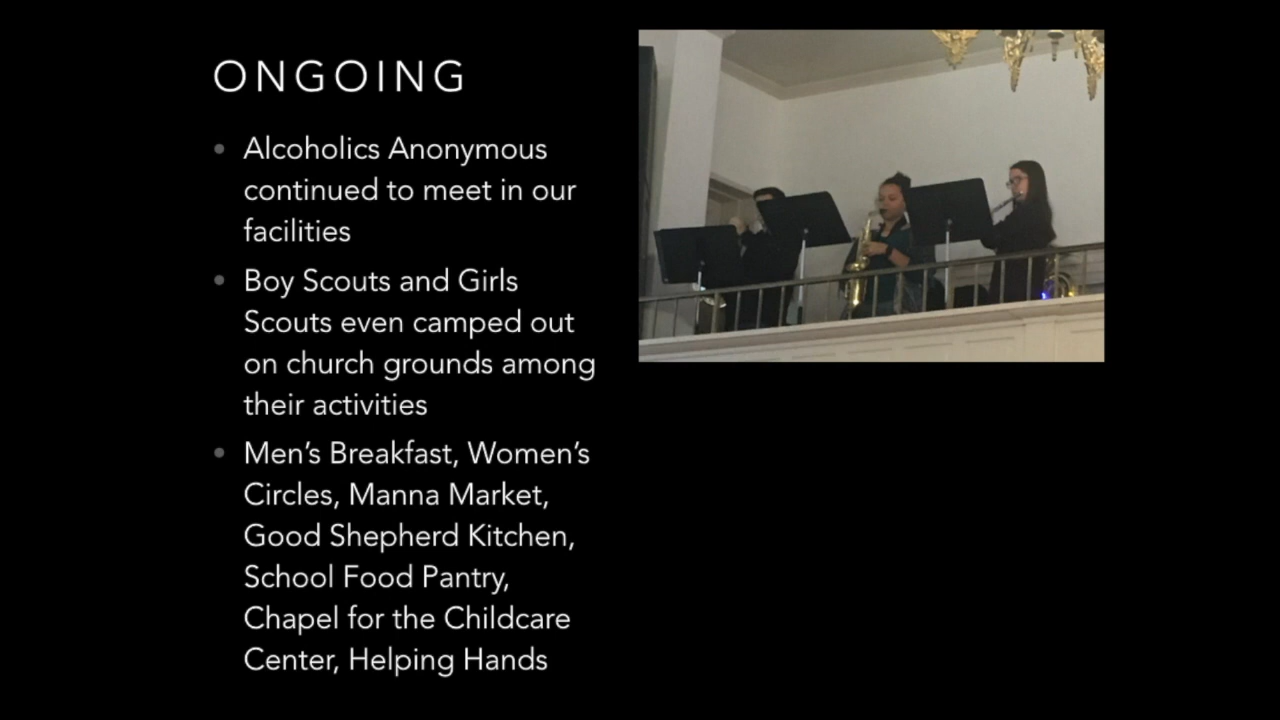 ONGOING
• Alcoholics Anonymous
continued to meet in our
facilities
• Boy Scouts and Girls
Scouts even camped out
on church grounds among
their activities
• Men’s Breakfast, Women’s
Circles, Manna Market,
Good Shepherd Kitchen,
School Food Pantry,
Chapel for the Childcare
Center, Helping Hands